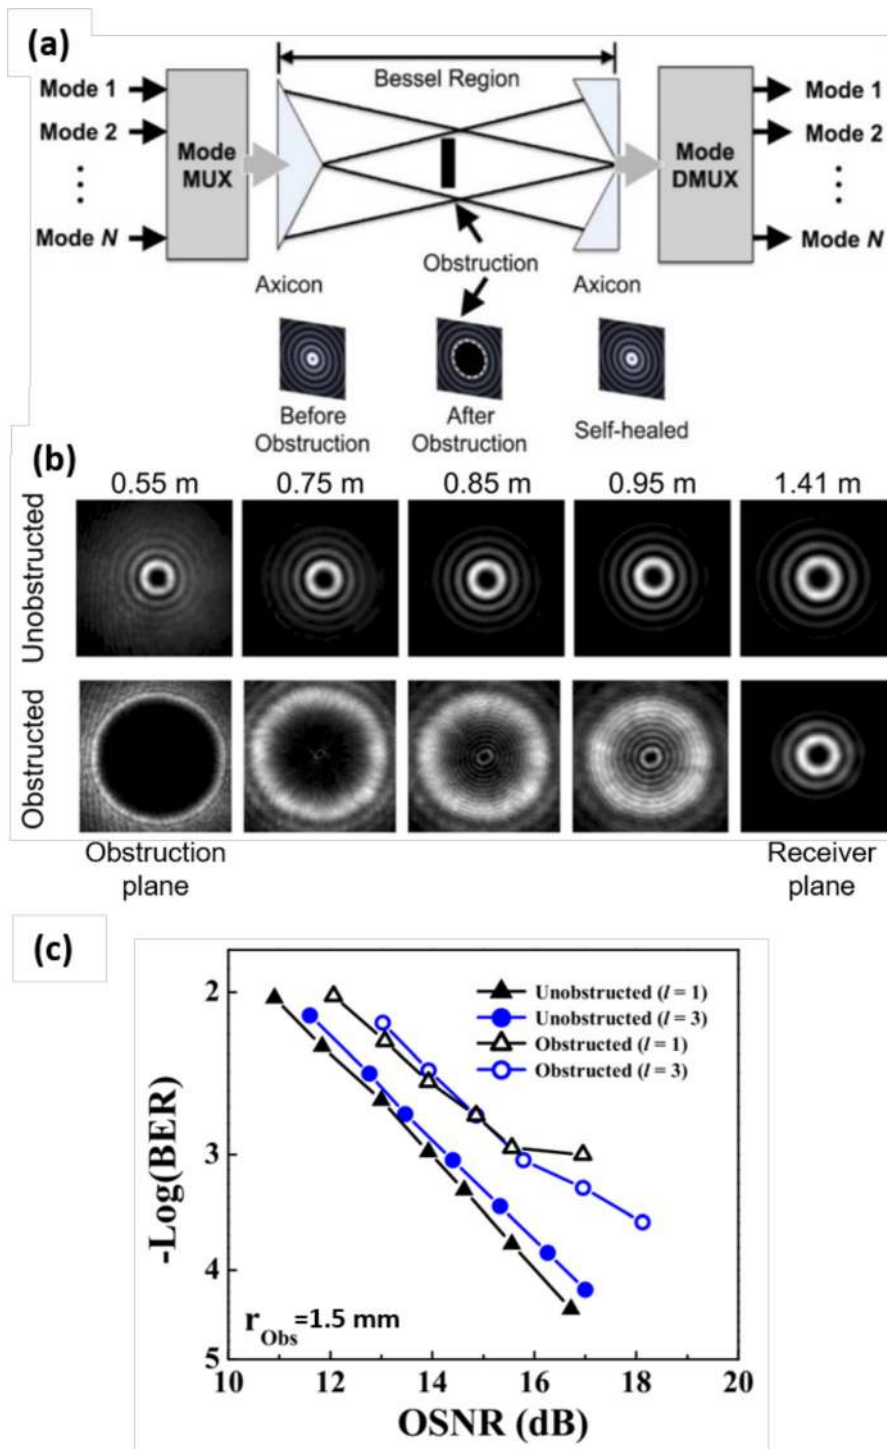 (a)
Bessel Region
Mode 1
Mode 2
Mode N
Mode
MUX
Mode
DMUX
Mode 1
Mode 2
Mode N
Obstruction
Axicon
Axicon
Before
Obstruction
After
Obstruction
Self-healed
(b)
0.55 m 0.75 m 0.85 m 0.95 m 1.41 m
Unobstructed
Obstructed
Obstruction
plane
Receiver
plane
(c)
Unobstructed (l = 1)
Unobstructed (l = 3)
Obstructed (l = 1)
Obstructed (l = 3)
-Log(BER)
2
3
4
5
rObs=1.5 mm
10 12 14 16 18 20
OSNR (dB)